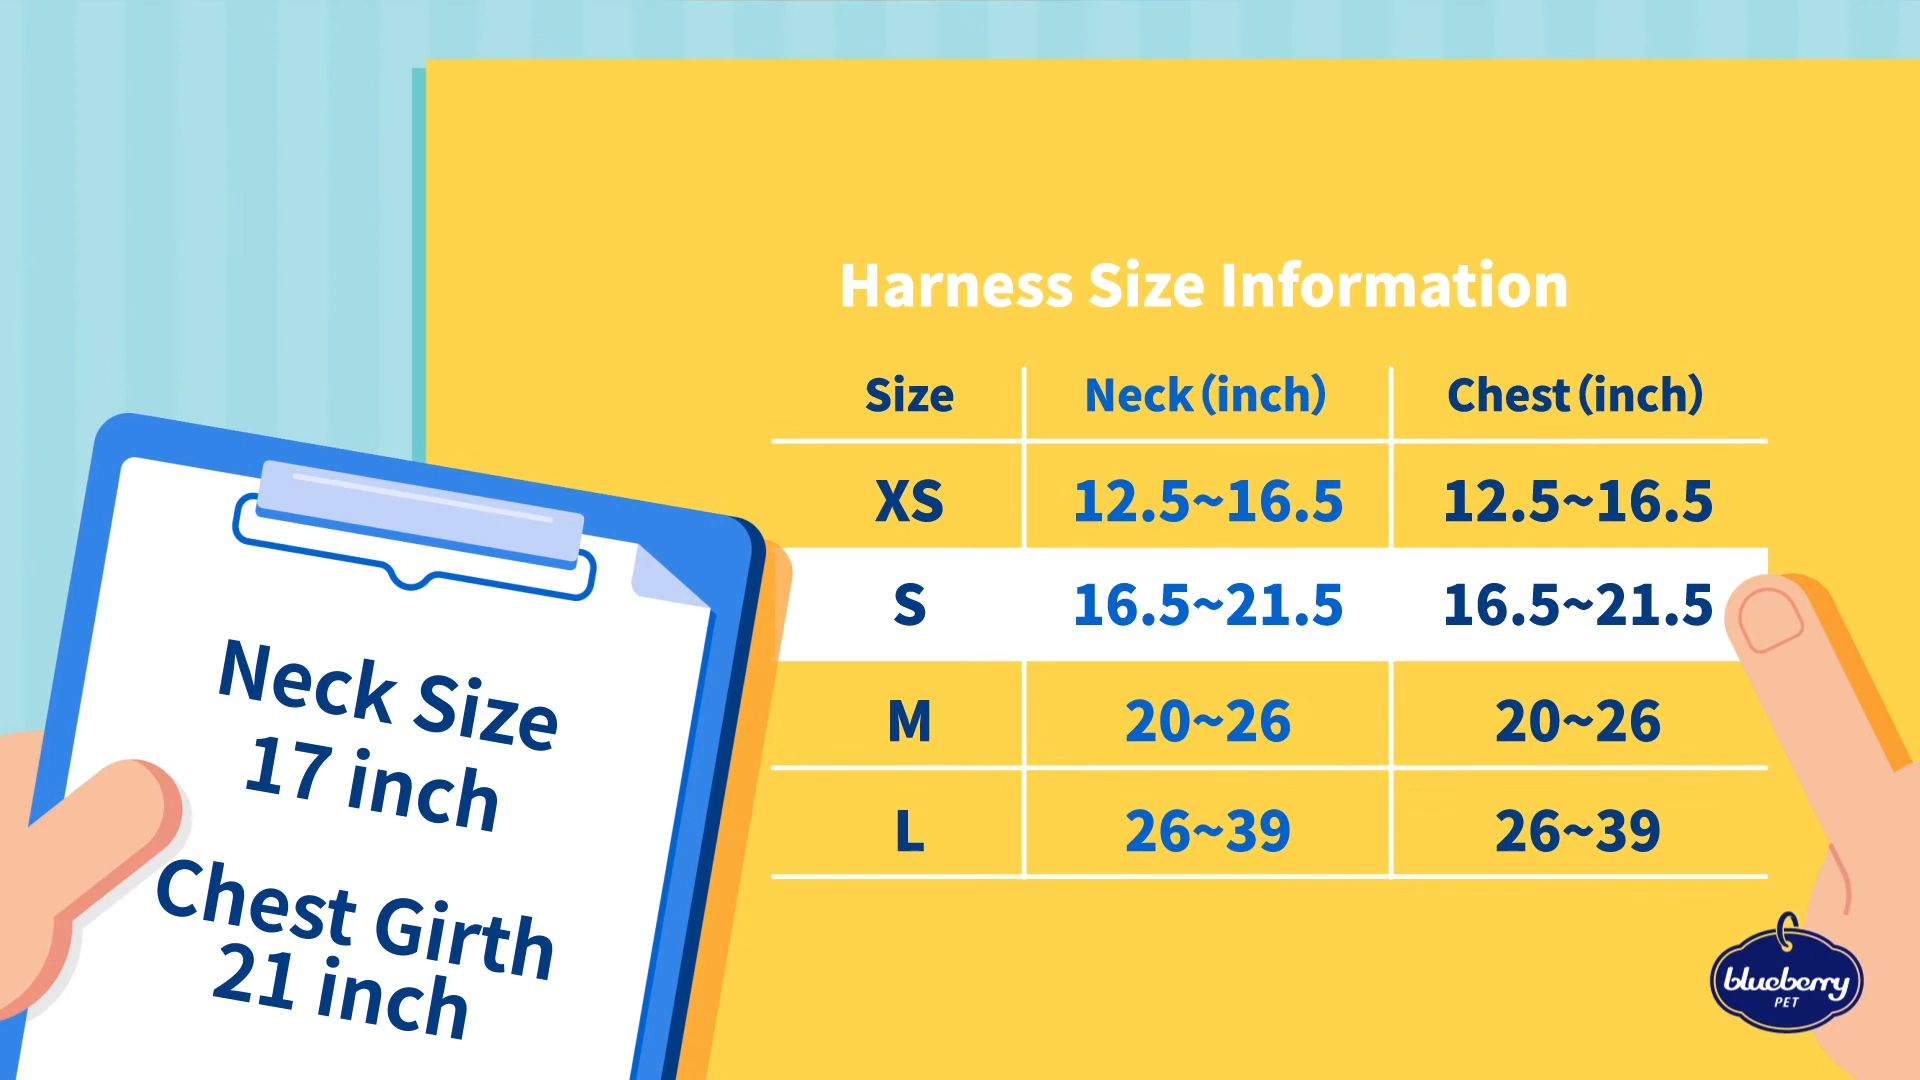 Harness Size Information
Size Neck(inch) Chest(inch)
XS 12.5~16.5 12.5~16.5
S 16.5~21.5 16.5~21.5
M 20~26 20~26
L 26~39 26~39
Neck Size
17 inch
Chest Girth
21 inch
blueberry
PET